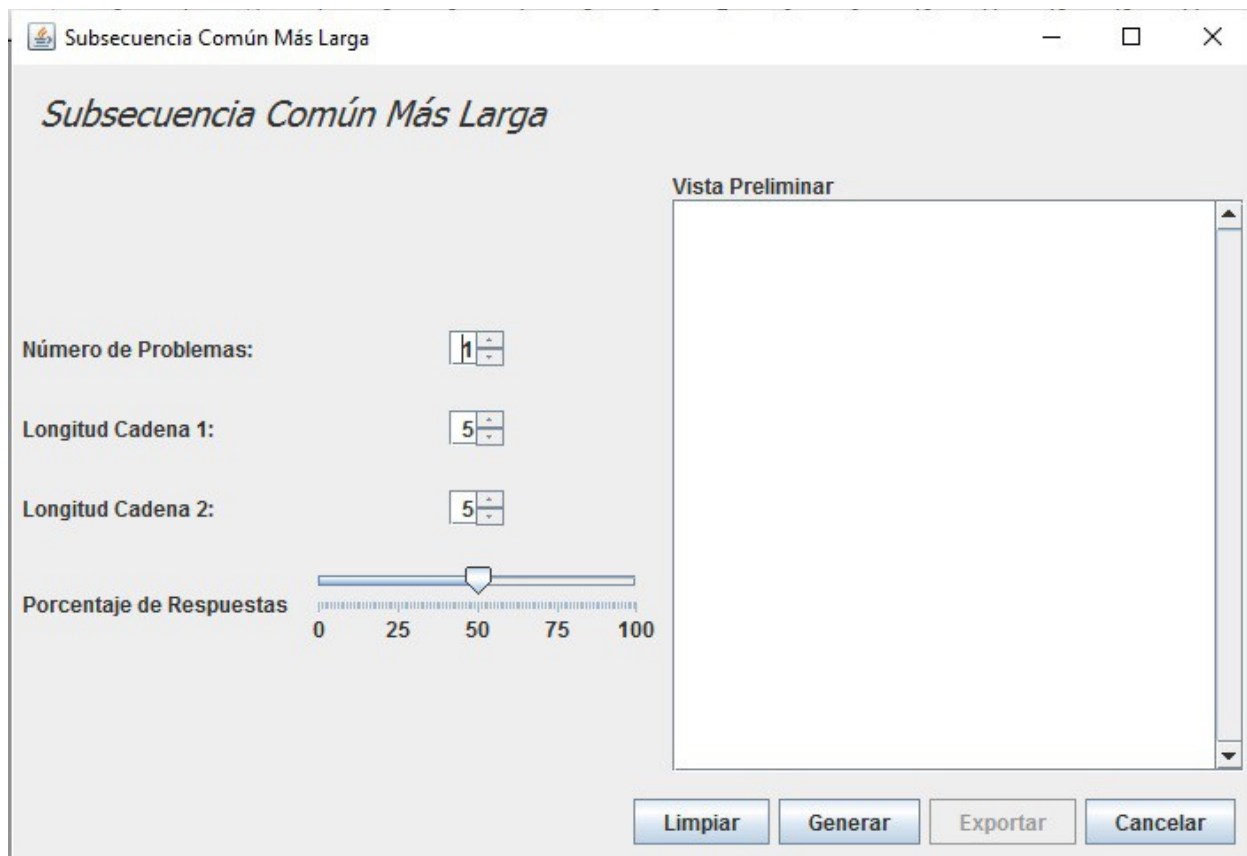 Subsecuencia Común Más Larga
Subsecuencia Común Más Larga
Vista Preliminar
Número de Problemas:
1
Longitud Cadena 1:
5
Longitud Cadena 2:
5
Porcentaje de Respuestas
0 25 50 75 100
Limpiar Generar Exportar Cancelar